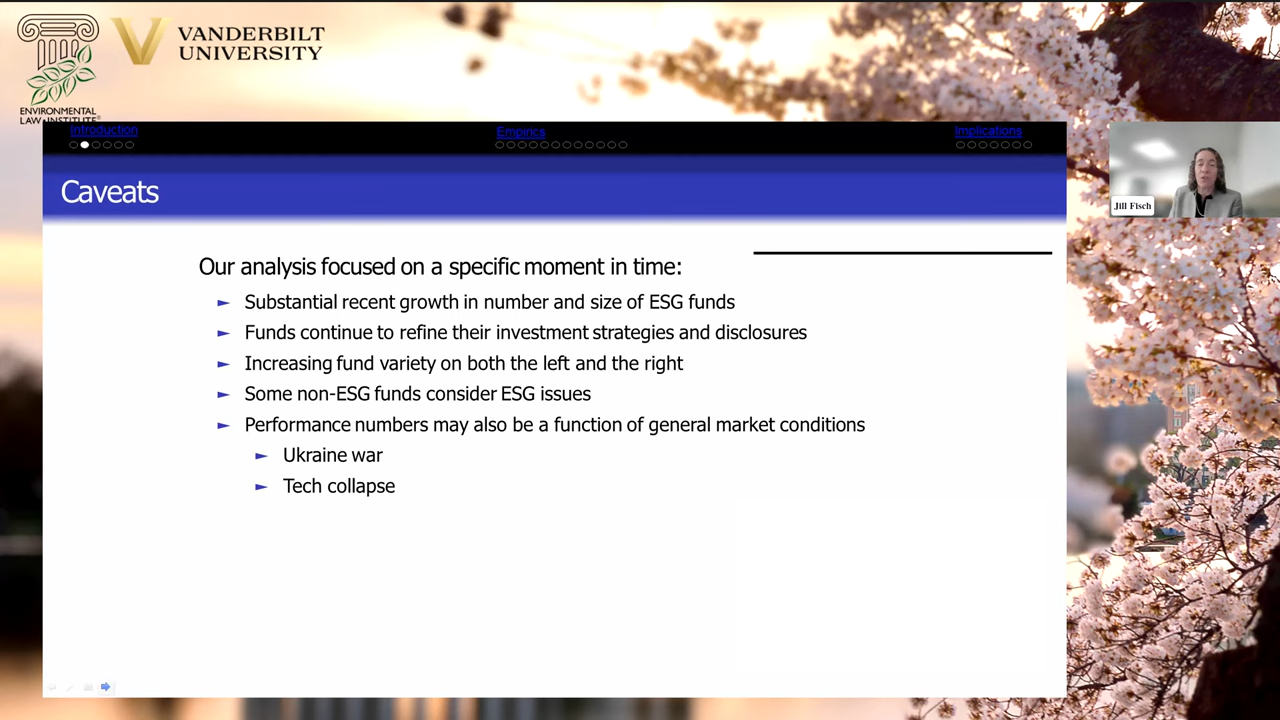 VANDERBILT
UNIVERSITY
ENVIRONMENTAL
LAW·INSTITUTE®
Introduction
Empirics
Implications
Caveats
Jill Fisch
Our analysis focused on a specific moment in time:
Substantial recent growth in number and size of ESG funds
Funds continue to refine their investment strategies and disclosures
Increasing fund variety on both the left and the right
Some non-ESG funds consider ESG issues
Performance numbers may also be a function of general market conditions
Ukraine war
Tech collapse